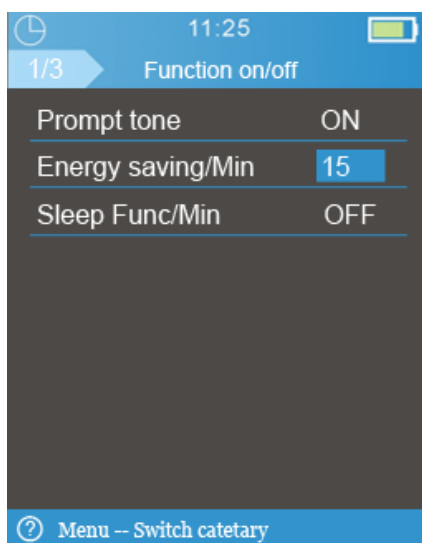 11:25
1/3 Function on/off
Prompt tone ON
Energy saving/Min 15
Sleep Func/Min OFF
? Menu -- Switch catetary